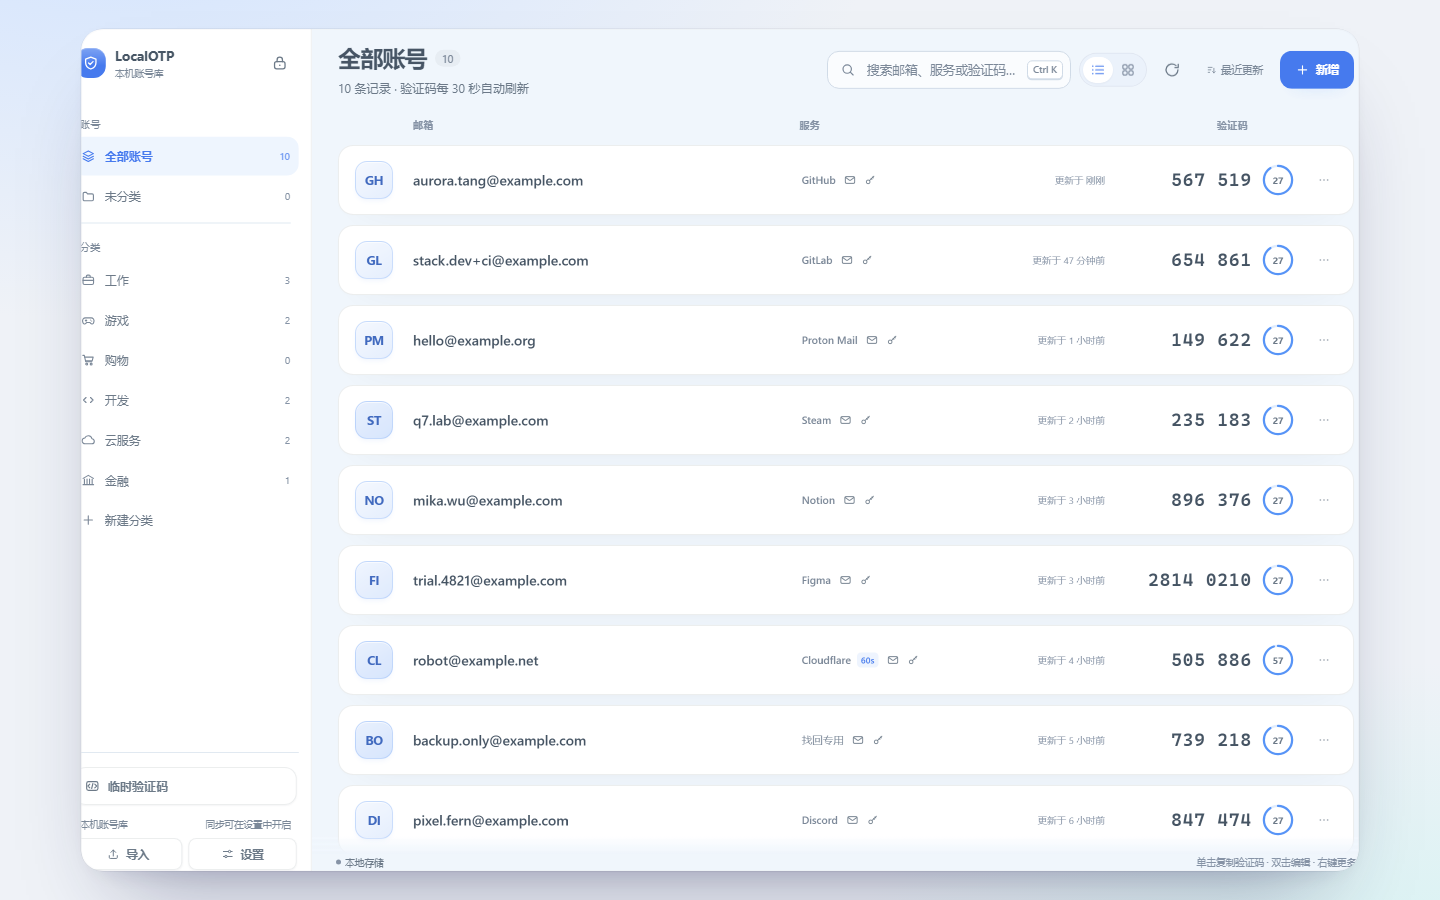 LocalOTP
本机账号库
账号
全部账号 10
未分类 0
分类
工作 3
游戏 2
购物 0
开发 2
云服务 2
金融 1
新建分类
临时验证码
本机账号库 同步可在设置中开启
导入 设置
全部账号 10
10 条记录 · 验证码每 30 秒自动刷新
搜索邮箱、服务或验证码... Ctrl K
最近更新
新增
邮箱 服务 验证码
GH aurora.tang@example.com GitHub 更新于 刚刚 567 519 27
GL stack.dev+ci@example.com GitLab 更新于 47 分钟前 654 861 27
PM hello@example.org Proton Mail 更新于 1 小时前 149 622 27
ST q7.lab@example.com Steam 更新于 2 小时前 235 183 27
NO mika.wu@example.com Notion 更新于 3 小时前 896 376 27
FI trial.4821@example.com Figma 更新于 3 小时前 2814 0210 27
CL robot@example.net Cloudflare 60s 更新于 4 小时前 505 886 57
BO backup.only@example.com 找回专用 更新于 5 小时前 739 218 27
DI pixel.fern@example.com Discord 更新于 6 小时前 847 474 27
本地存储 单击复制验证码 · 双击编辑 · 右键更多